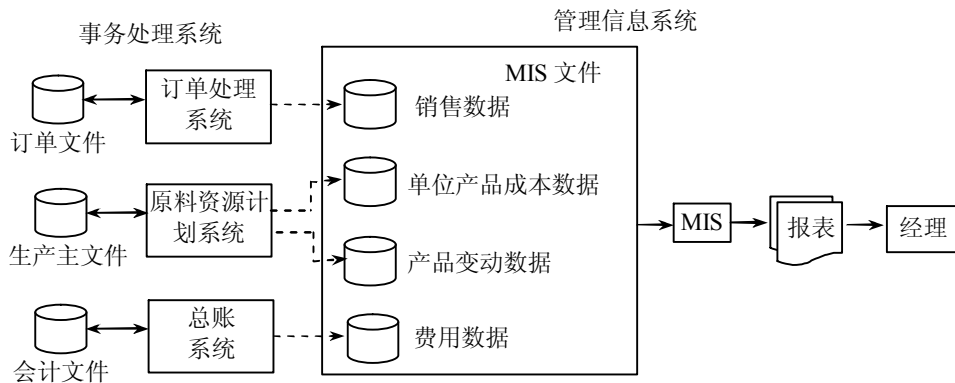 事务处理系统
管理信息系统
MIS 文件
订单文件
订单处理
系统
销售数据
生产主文件
原料资源计
划系统
单位产品成本数据
产品变动数据
会计文件
总账
系统
费用数据
MIS
报表
经理